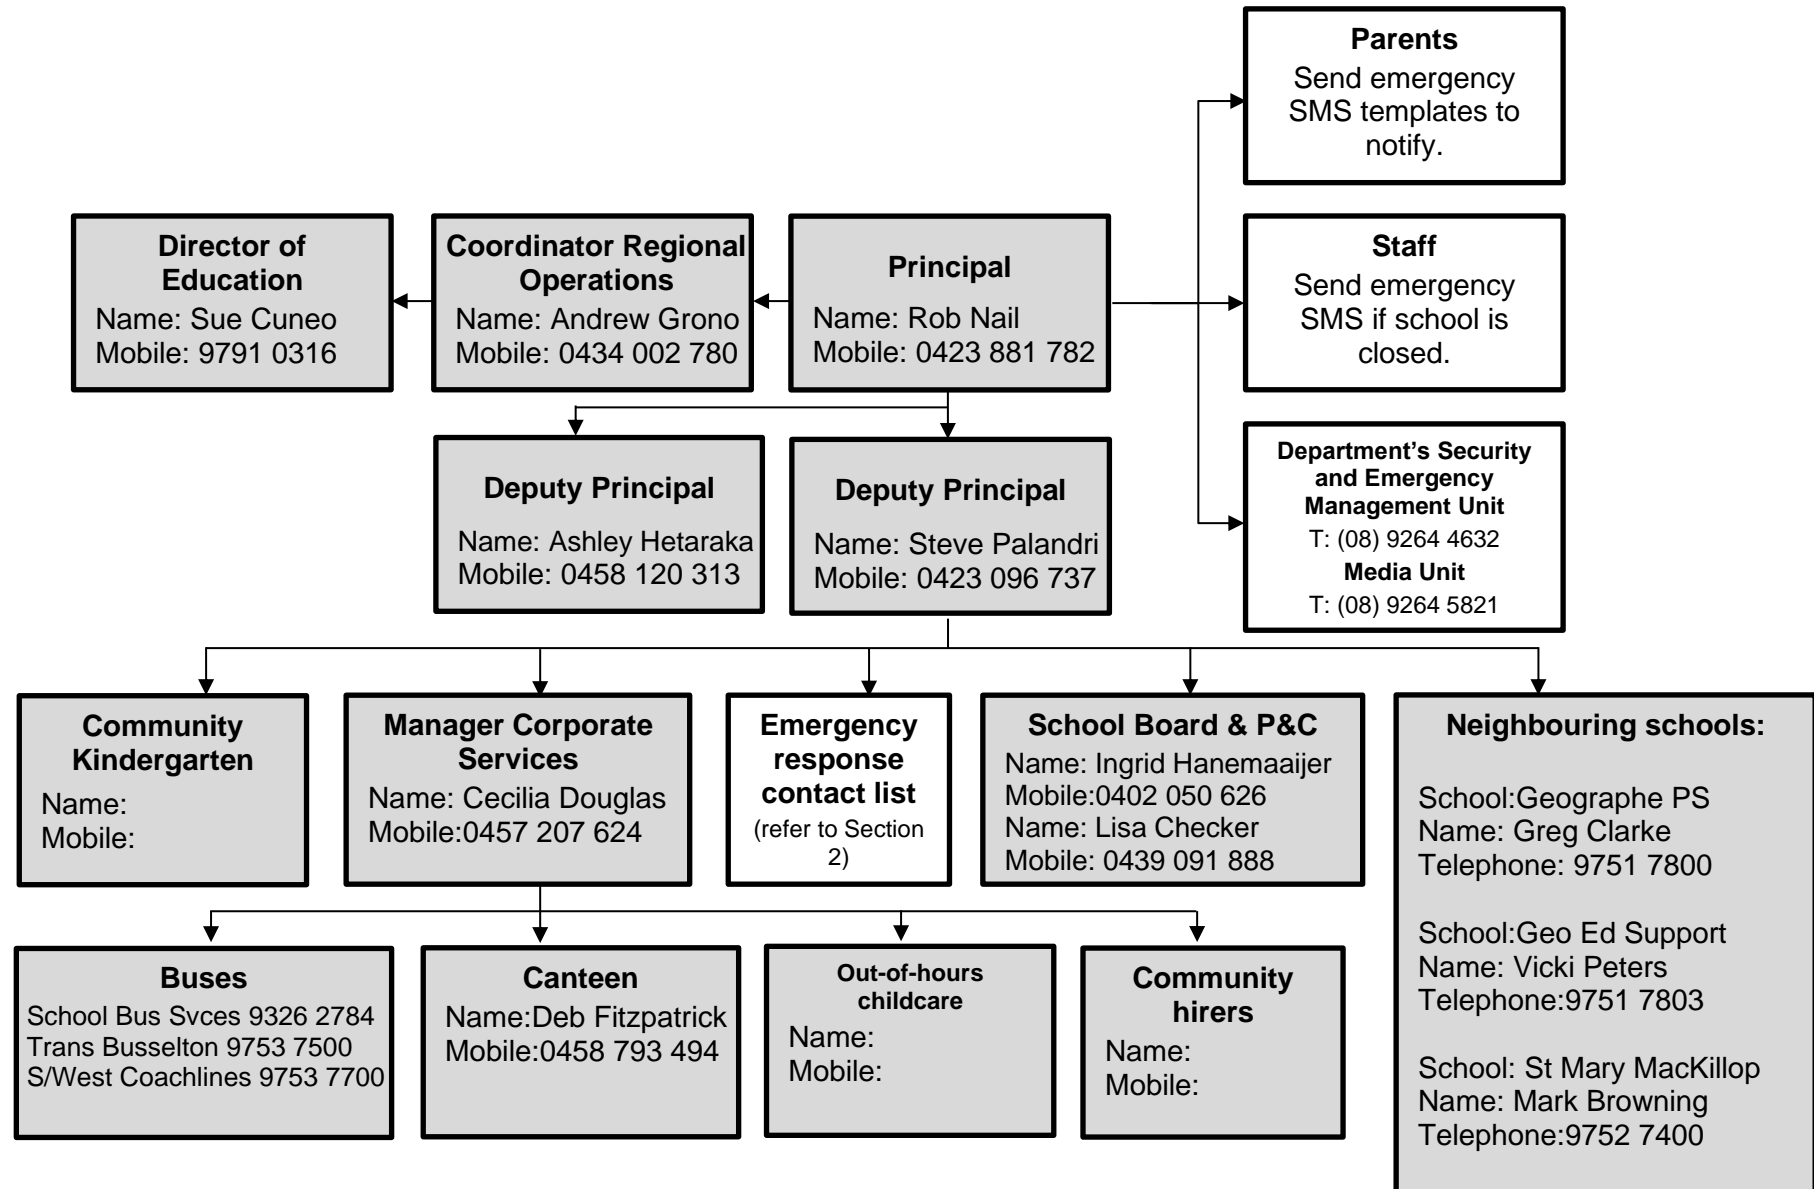 Parents
Send emergency
SMS templates to
notify.
Director of
Education
Name: Sue Cuneo
Mobile: 9791 0316
Coordinator Regional
Operations
Name: Andrew Grono
Mobile: 0434 002 780
Principal
Name: Rob Nail
Mobile: 0423 881 782
Staff
Send emergency
SMS if school is
closed.
Deputy Principal
Name: Ashley Hetaraka
Mobile: 0458 120 313
Deputy Principal
Name: Steve Palandri
Mobile: 0423 096 737
Department’s Security
and Emergency
Management Unit
T: (08) 9264 4632
Media Unit
T: (08) 9264 5821
Community
Kindergarten
Name:
Mobile:
Manager Corporate
Services
Name: Cecilia Douglas
Mobile:0457 207 624
Emergency
response
contact list
(refer to Section
2)
School Board & P&C
Name: Ingrid Hanemaaijer
Mobile:0402 050 626
Name: Lisa Checker
Mobile: 0439 091 888
Neighbouring schools:
School:Geographe PS
Name: Greg Clarke
Telephone: 9751 7800
School:Geo Ed Support
Name: Vicki Peters
Telephone:9751 7803
School: St Mary MacKillop
Name: Mark Browning
Telephone:9752 7400
Buses
School Bus Svces 9326 2784
Trans Busselton 9753 7500
S/West Coachlines 9753 7700
Canteen
Name:Deb Fitzpatrick
Mobile:0458 793 494
Out-of-hours
childcare
Name:
Mobile:
Community
hirers
Name:
Mobile: